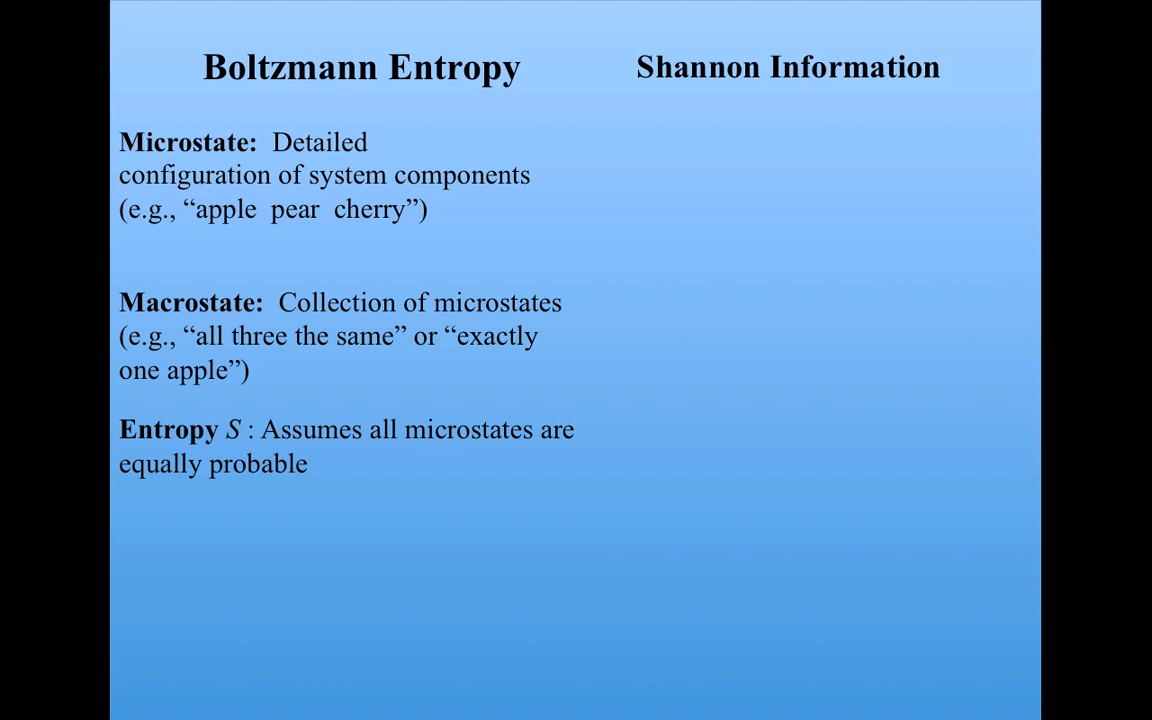 Boltzmann Entropy
Shannon Information
Microstate:  Detailed
configuration of system components
(e.g., “apple  pear  cherry”)
Macrostate:  Collection of microstates
(e.g., “all three the same” or “exactly
one apple”)
Entropy S : Assumes all microstates are
equally probable